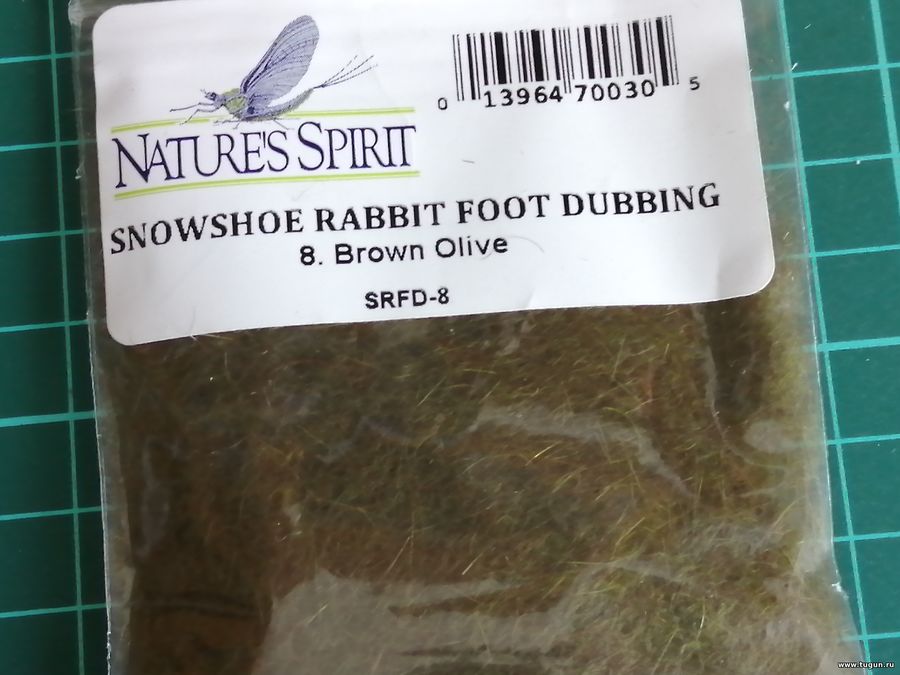 0 13964 70030 5
NATURE'S SPIRIT
SNOWSHOE RABBIT FOOT DUBBING
8. Brown Olive
SRFD-8
www.tugun.ru